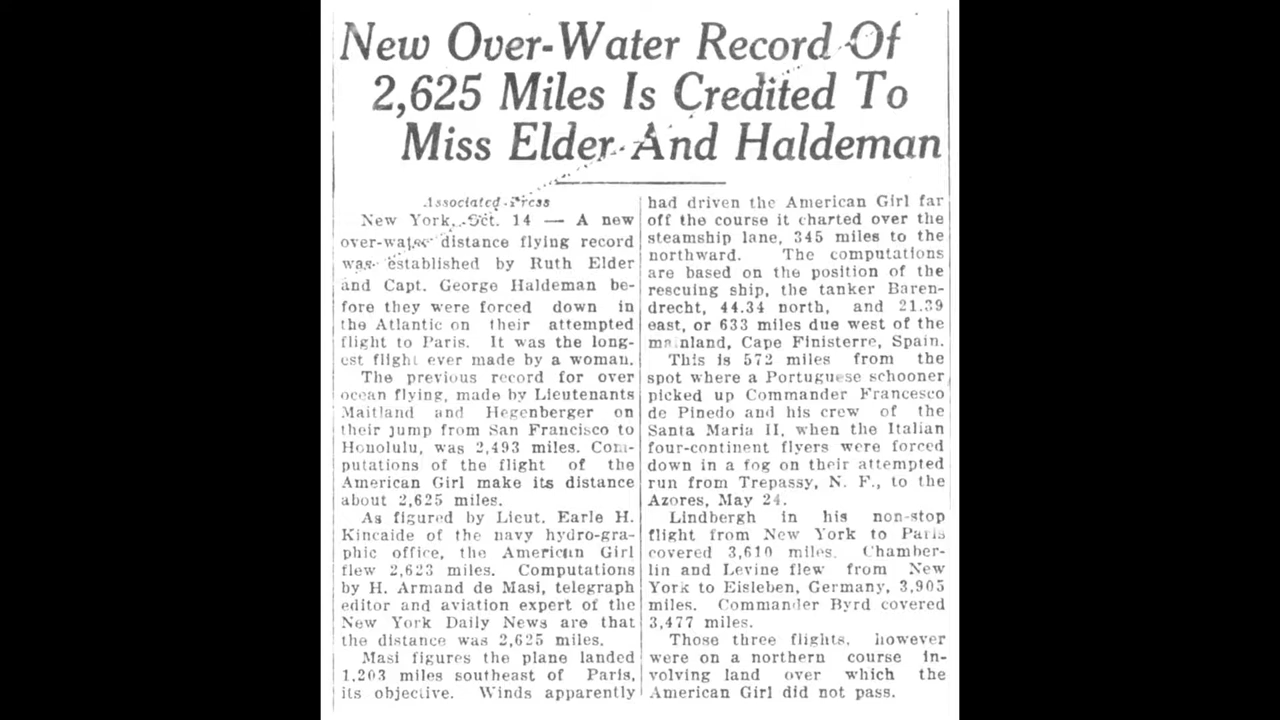 New Over-Water Record Of
2,625 Miles Is Credited To
Miss Elder And Haldeman
Associated Press
New York, Oct. 14 — A new
over-water distance flying record
was established by Ruth Elder
and Capt. George Haldeman be-
fore they were forced down in
the Atlantic on their attempted
flight to Paris. It was the long-
est flight ever made by a woman.
The previous record for over
ocean flying, made by Lieutenants
Maitland and Hegenberger on
their jump from San Francisco to
Honolulu, was 2,493 miles. Com-
putations of the flight of the
American Girl make its distance
about 2,625 miles.
As figured by Lieut. Earle H.
Kincaide of the navy hydro-gra-
phic office, the American Girl
flew 2,623 miles. Computations
by H. Armand de Masi, telegraph
editor and aviation expert of the
New York Daily News are that
the distance was 2,625 miles.
Masi figures the plane landed
1,203 miles southeast of Paris,
its objective. Winds apparently
had driven the American Girl far
off the course it charted over the
steamship lane, 345 miles to the
northward. The computations
are based on the position of the
rescuing ship, the tanker Baren-
drecht, 44.34 north, and 21.39
east, or 633 miles due west of the
mainland, Cape Finisterre, Spain.
This is 572 miles from the
spot where a Portuguese schooner
picked up Commander Francesco
de Pinedo and his crew of the
Santa Maria II, when the Italian
four-continent flyers were forced
down in a fog on their attempted
run from Trepassy, N. F., to the
Azores, May 24.
Lindbergh in his non-stop
flight from New York to Paris
covered 3,610 miles. Chamber-
lin and Levine flew from New
York to Eisleben, Germany, 3,905
miles. Commander Byrd covered
3,477 miles.
Those three flights, however
were on a northern course in-
volving land over which the
American Girl did not pass.